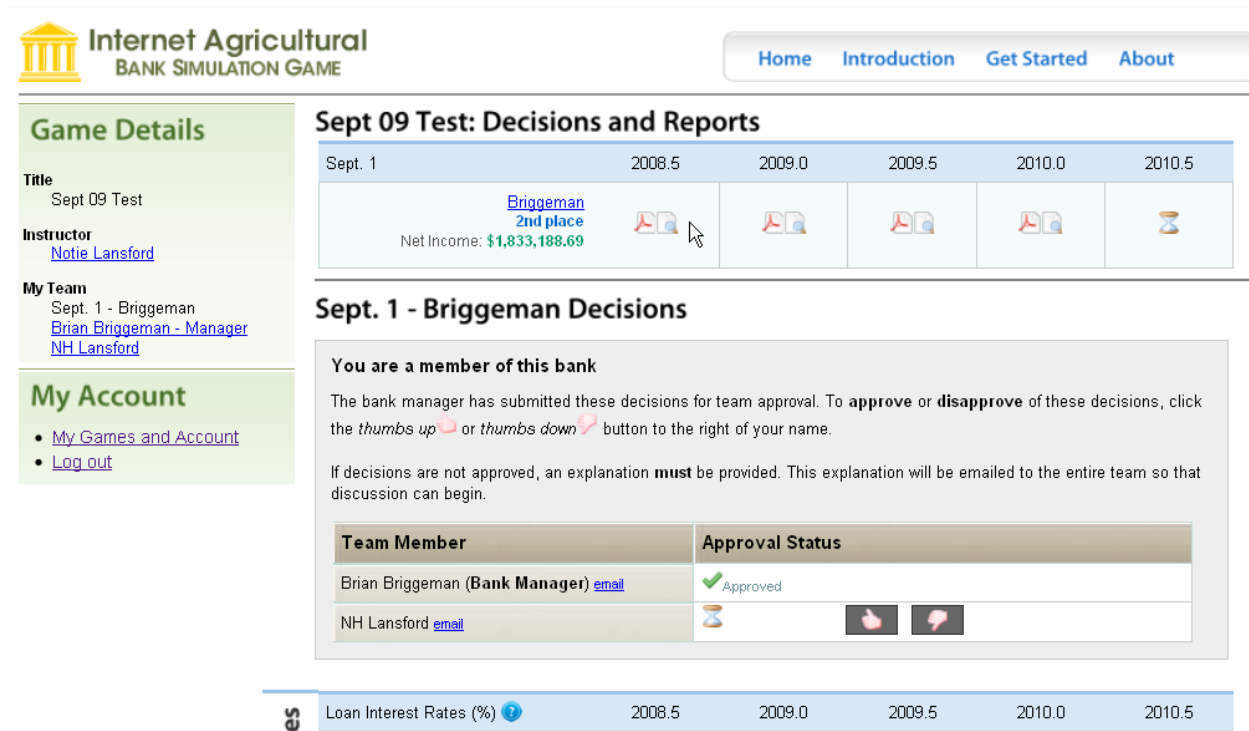 Internet Agricultural
BANK SIMULATION GAME
Home Introduction Get Started About
Game Details
Title
Sept 09 Test
Instructor
Notie Lansford
My Team
Sept. 1 - Briggeman
Brian Briggeman - Manager
NH Lansford
My Account
• My Games and Account
• Log out
Sept 09 Test: Decisions and Reports
Sept. 1 2008.5 2009.0 2009.5 2010.0 2010.5
Briggeman
2nd place
Net Income: $1,833,188.69
Sept. 1 - Briggeman Decisions
You are a member of this bank
The bank manager has submitted these decisions for team approval. To approve or disapprove of these decisions, click
the thumbs up or thumbs down button to the right of your name.
If decisions are not approved, an explanation must be provided. This explanation will be emailed to the entire team so that
discussion can begin.
Team Member Approval Status
Brian Briggeman (Bank Manager) email Approved
NH Lansford email
es
Loan Interest Rates (%) ? 2008.5 2009.0 2009.5 2010.0 2010.5